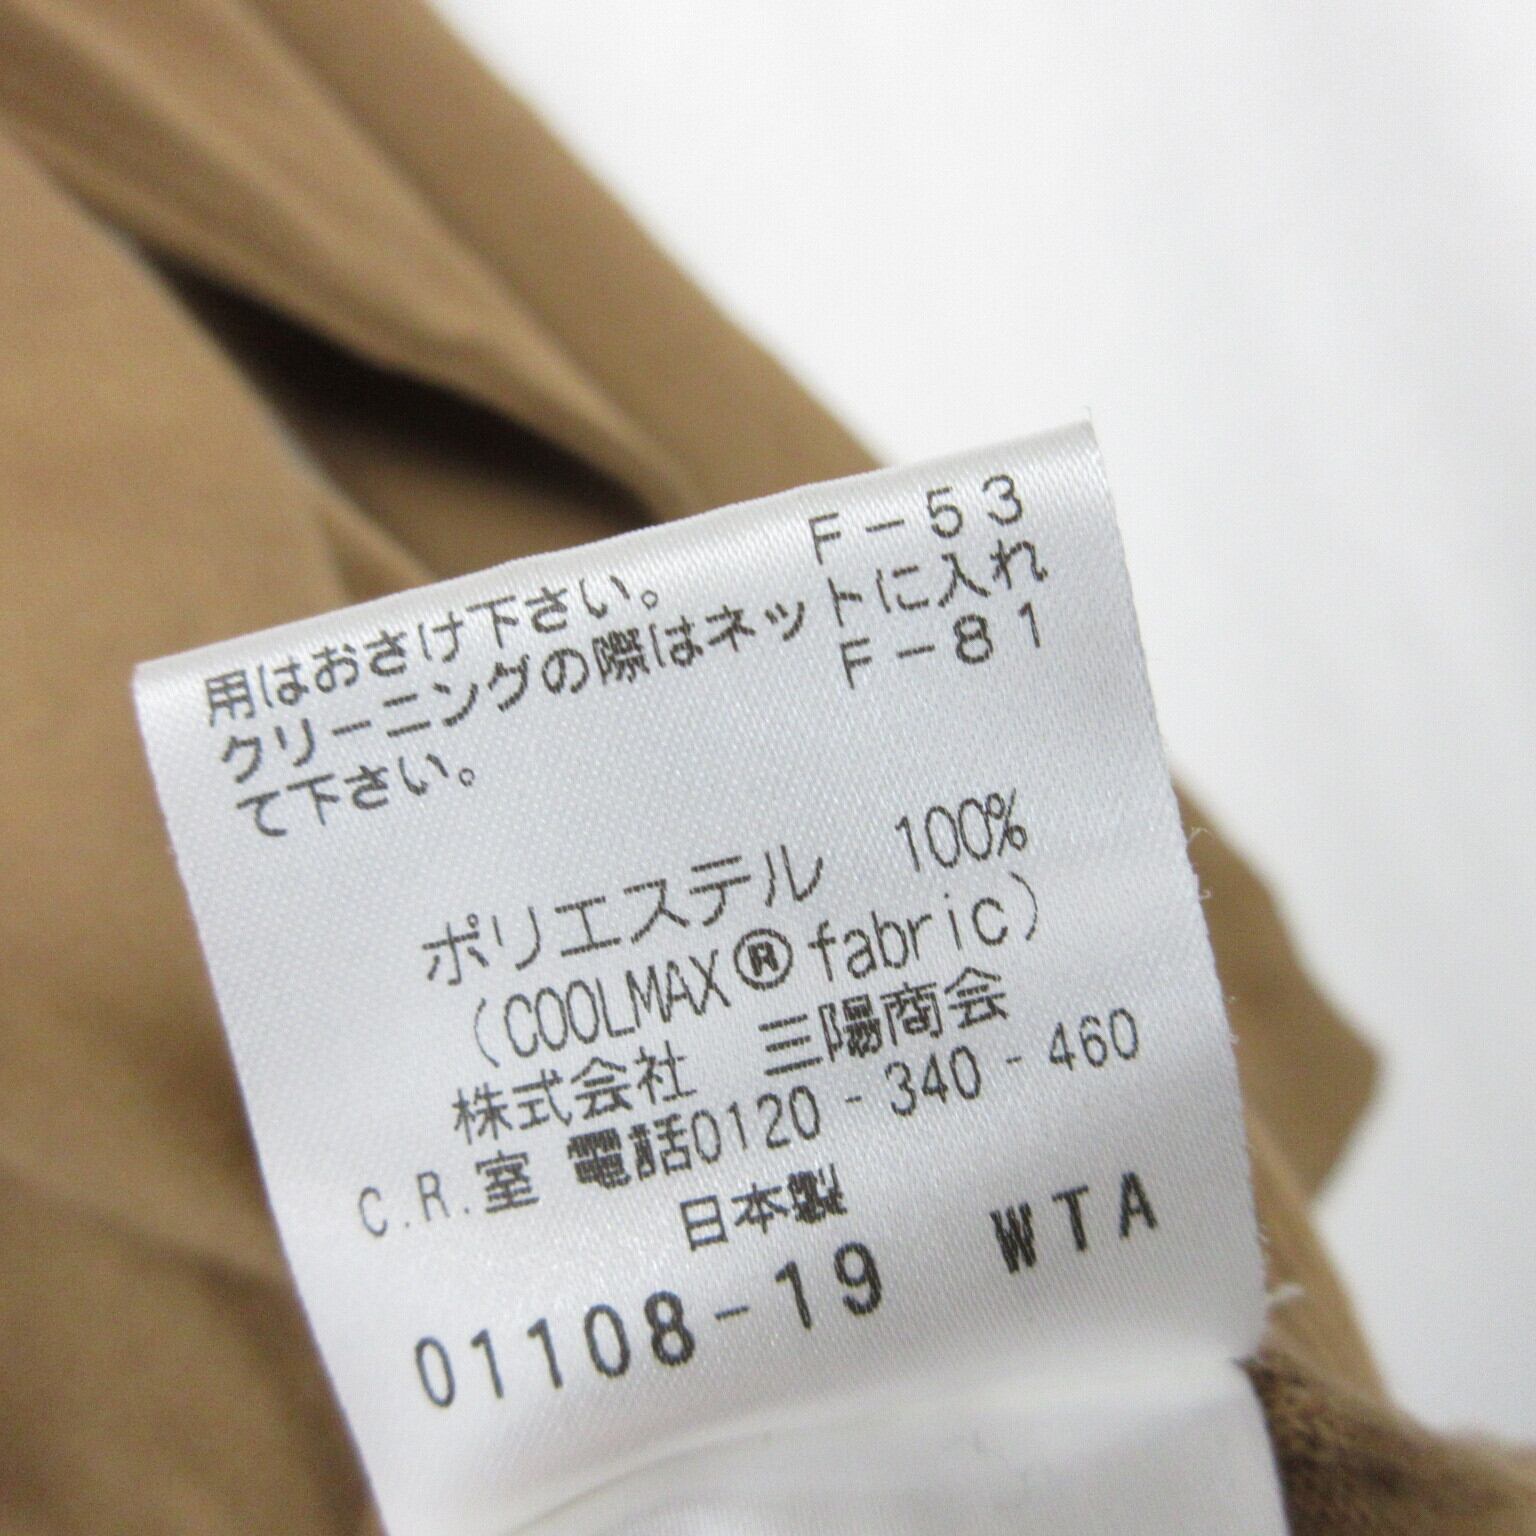 F-53
用はおさけ下さい。
クリーニングの際はネットに入れ
F-81
て下さい。
ポリエステル 100%
(COOLMAX® fabric)
株式会社 三陽商会
C.R.室 電話0120-340-460
日本製
01108-19 WTA